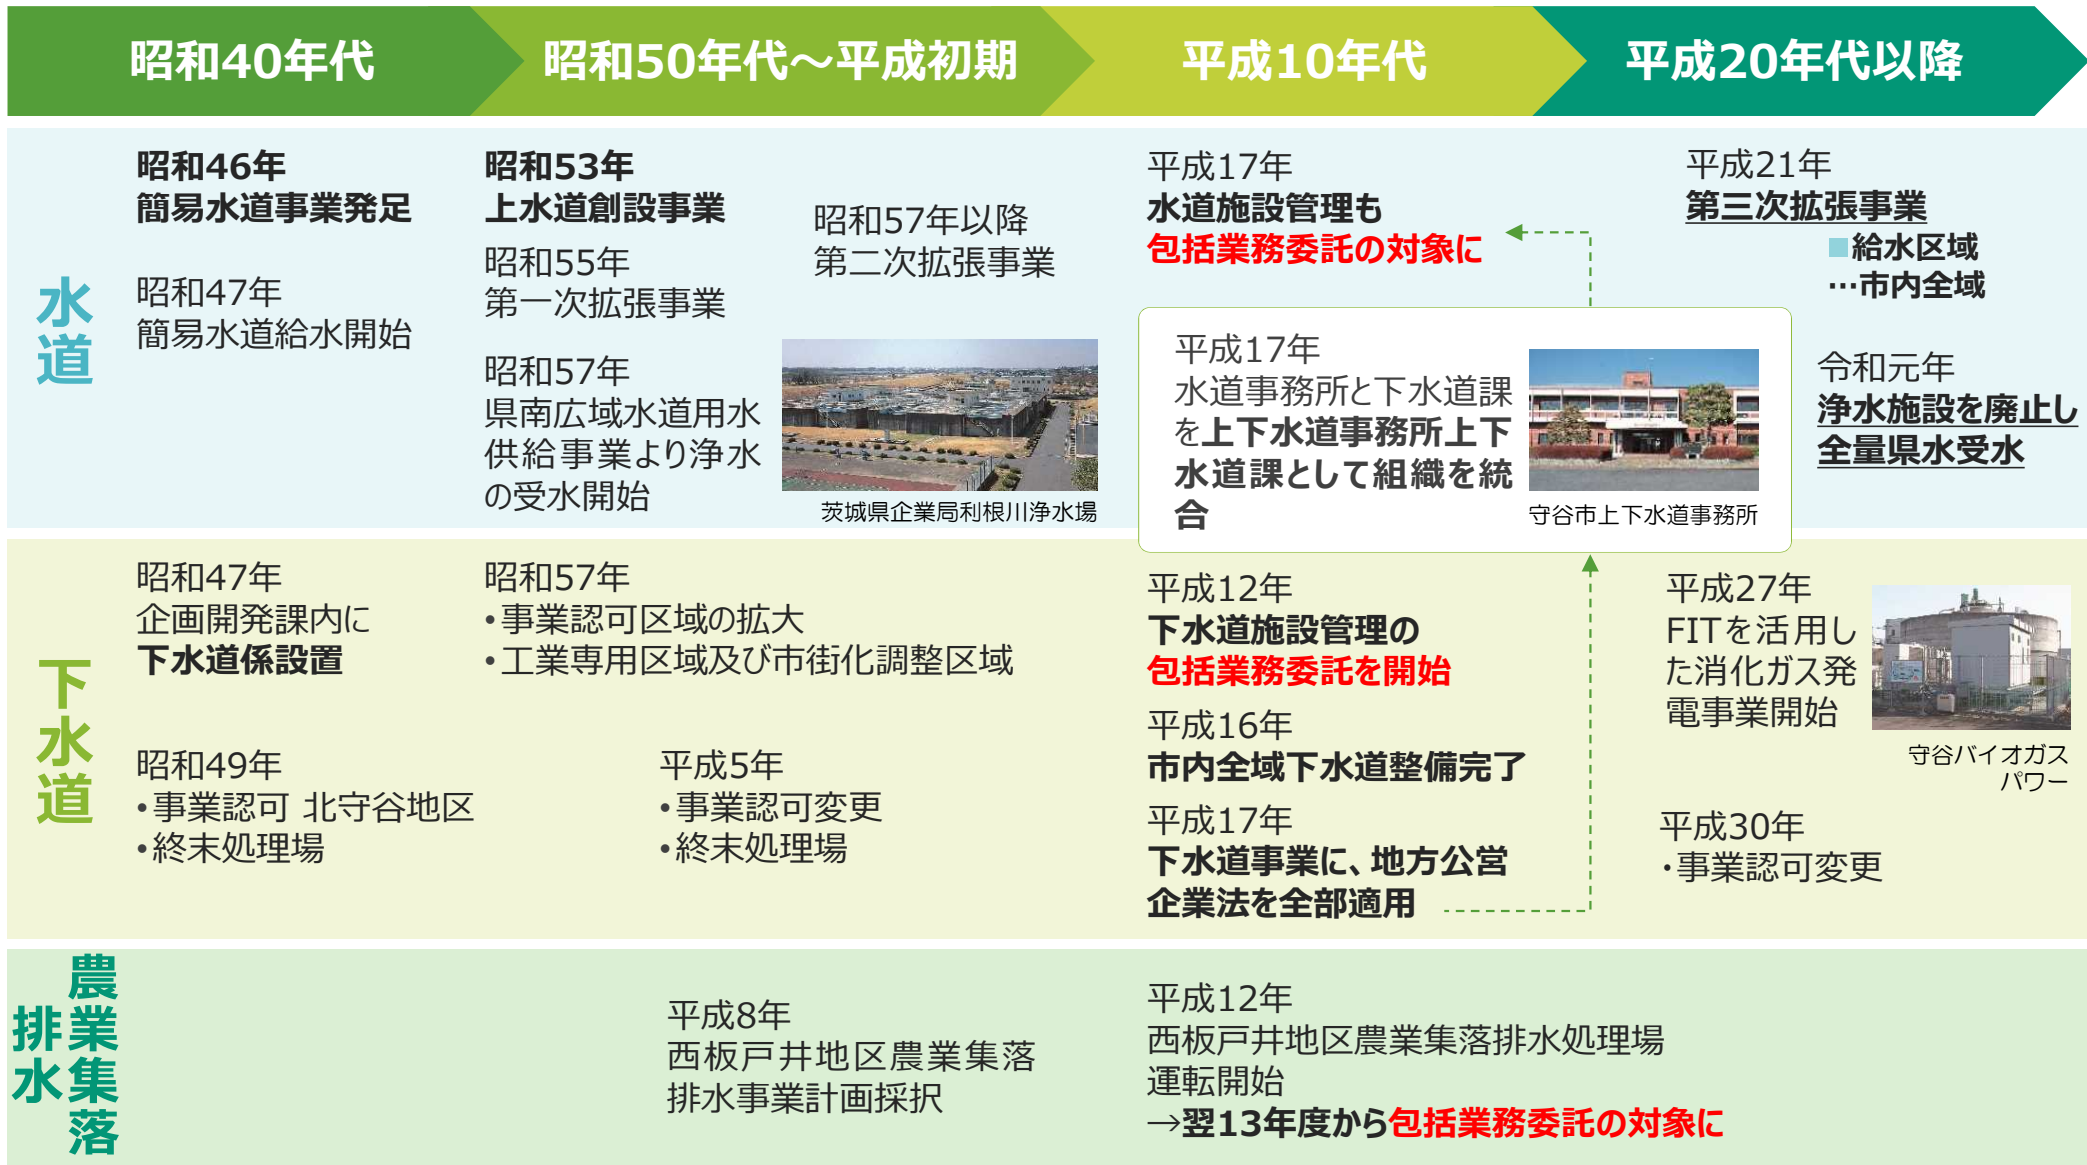 昭和40年代
昭和50年代～平成初期
平成10年代
平成20年代以降
水道
昭和46年
簡易水道事業発足
昭和47年
簡易水道給水開始
昭和53年
上水道創設事業
昭和55年
第一次拡張事業
昭和57年
県南広域水道用水
供給事業より浄水
の受水開始
昭和57年以降
第二次拡張事業
茨城県企業局利根川浄水場
平成17年
水道施設管理も
包括業務委託の対象に
平成17年
水道事務所と下水道課
を上下水道事務所上下
水道課として組織を統
合
守谷市上下水道事務所
平成21年
第三次拡張事業
給水区域
…市内全域
令和元年
浄水施設を廃止し
全量県水受水
下水道
昭和47年
企画開発課内に
下水道係設置
昭和49年
•事業認可 北守谷地区
•終末処理場
昭和57年
•事業認可区域の拡大
•工業専用区域及び市街化調整区域
平成5年
•事業認可変更
•終末処理場
平成12年
下水道施設管理の
包括業務委託を開始
平成16年
市内全域下水道整備完了
平成17年
下水道事業に、地方公営
企業法を全部適用
平成27年
FITを活用し
た消化ガス発
電事業開始
守谷バイオガス
パワー
平成30年
・事業認可変更
農業集落
排水
平成8年
西板戸井地区農業集落
排水事業計画採択
平成12年
西板戸井地区農業集落排水処理場
運転開始
→翌13年度から包括業務委託の対象に